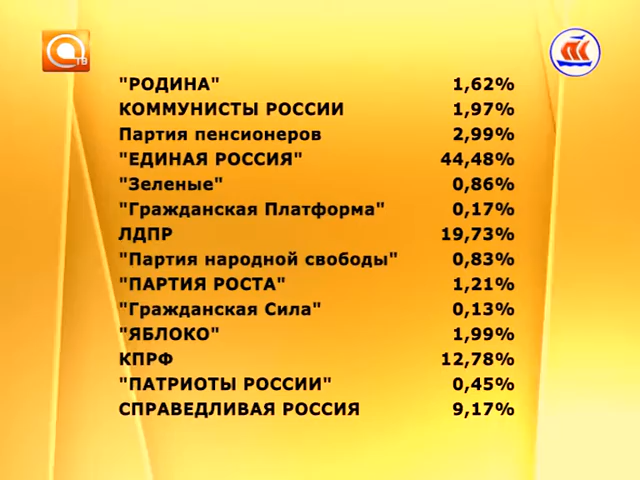 ТВ
"РОДИНА" 1,62%
КОММУНИСТЫ РОССИИ 1,97%
Партия пенсионеров 2,99%
"ЕДИНАЯ РОССИЯ" 44,48%
"Зеленые" 0,86%
"Гражданская Платформа" 0,17%
ЛДПР 19,73%
"Партия народной свободы" 0,83%
"ПАРТИЯ РОСТА" 1,21%
"Гражданская Сила" 0,13%
"ЯБЛОКО" 1,99%
КПРФ 12,78%
"ПАТРИОТЫ РОССИИ" 0,45%
СПРАВЕДЛИВАЯ РОССИЯ 9,17%